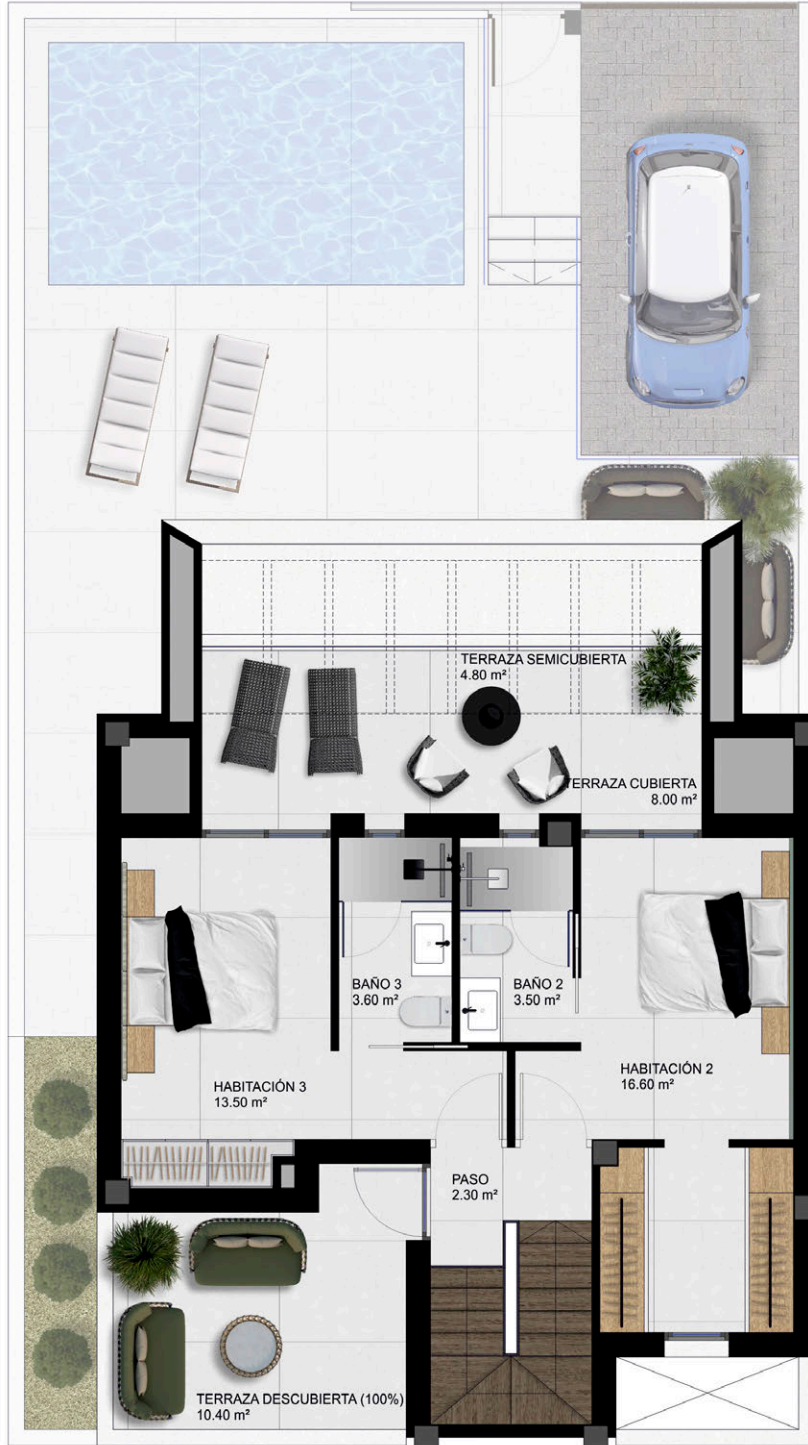 TERRAZA SEMICUBIERTA
4.80 m²
TERRAZA CUBIERTA
8.00 m²
BAÑO 3
3.60 m²
BAÑO 2
3.50 m²
HABITACIÓN 3
13.50 m²
HABITACIÓN 2
16.60 m²
PASO
2.30 m²
TERRAZA DESCUBIERTA (100%)
10.40 m²